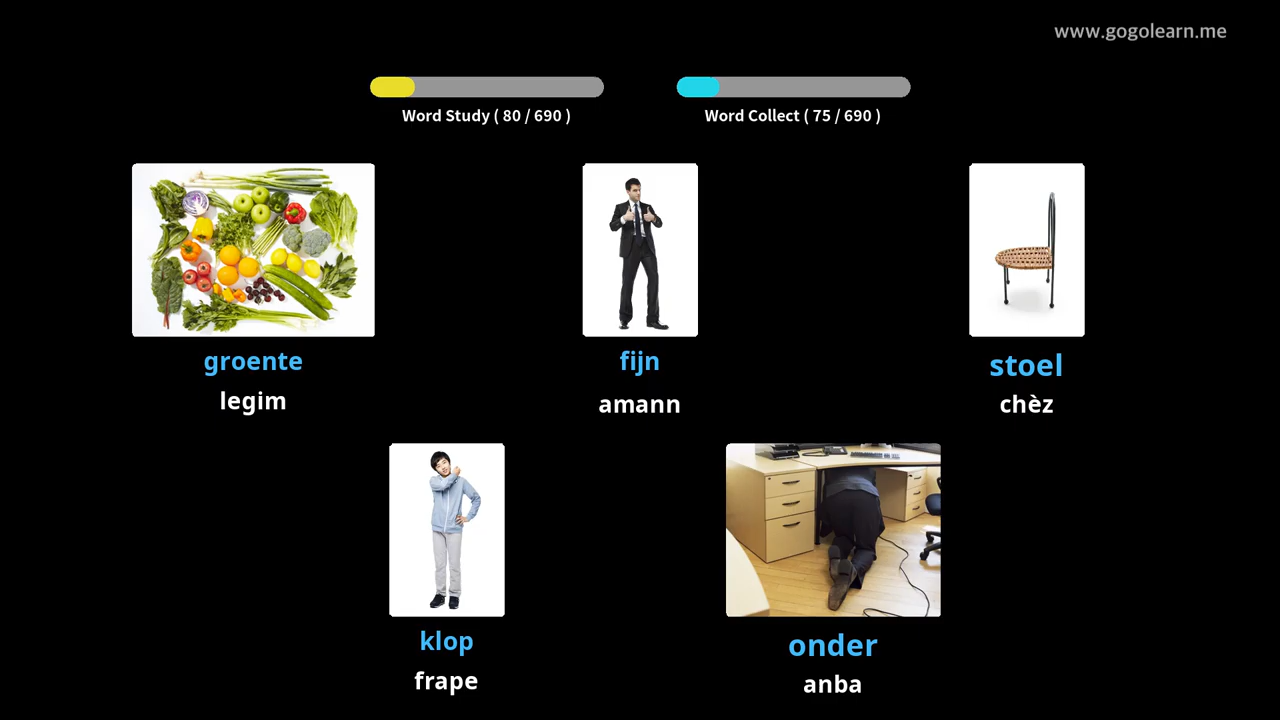 www.gogolearn.me
Word Study ( 80 / 690 )
Word Collect ( 75 / 690 )
groente
legim
fijn
amann
stoel
chèz
klop
frape
onder
anba